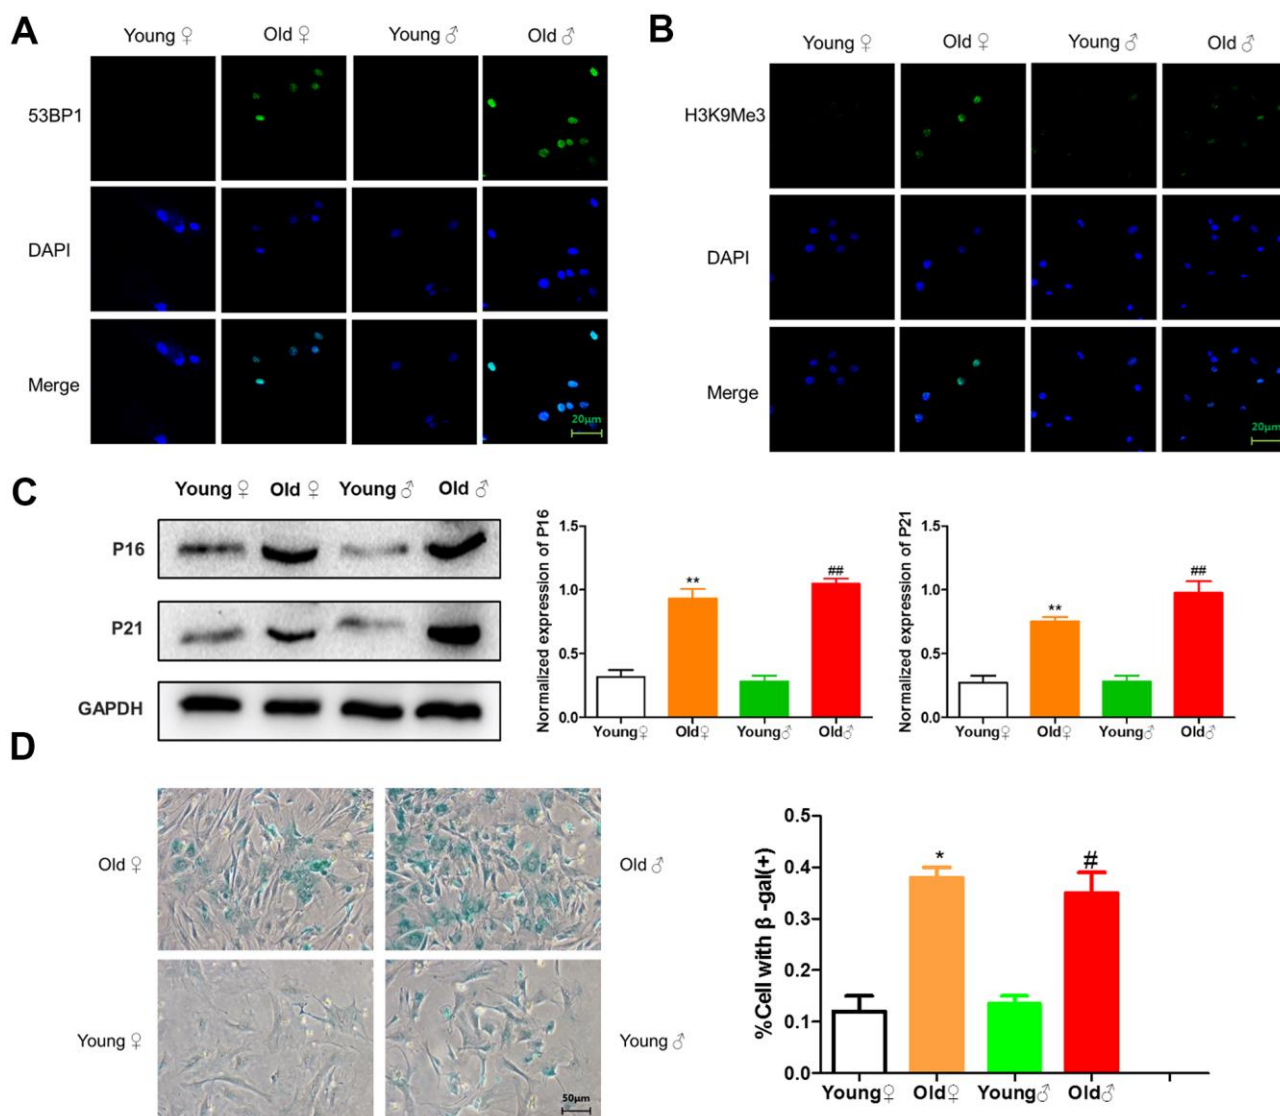 A
Young ♀ Old ♀ Young ♂ Old ♂
53BP1
DAPI
Merge
20μm
B
Young ♀ Old ♀ Young ♂ Old ♂
H3K9Me3
DAPI
Merge
20μm
C
Young ♀ Old ♀ Young ♂ Old ♂
P16
P21
GAPDH
Normalized expression of P16
1.5
1.0
0.5
0.0
**
##
Young♀ Old♀ Young♂ Old♂
Normalized expression of P21
1.5
1.0
0.5
0.0
**
##
Young♀ Old♀ Young♂ Old♂
D
Old ♀
Old ♂
Young ♀
Young ♂
50μm
%Cell with β -gal(+)
0.5
0.4
0.3
0.2
0.1
0.0
*
#
Young♀ Old♀ Young♂ Old♂